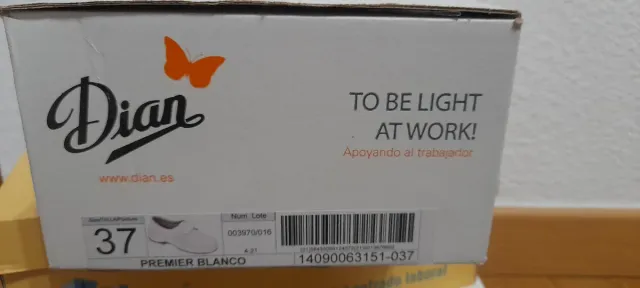 Dian
www.dian.es
TO BE LIGHT
AT WORK!
Apoyando al trabajador
37
Num. Lote
003970/016
PREMIER BLANCO
14090063151-037
laboral